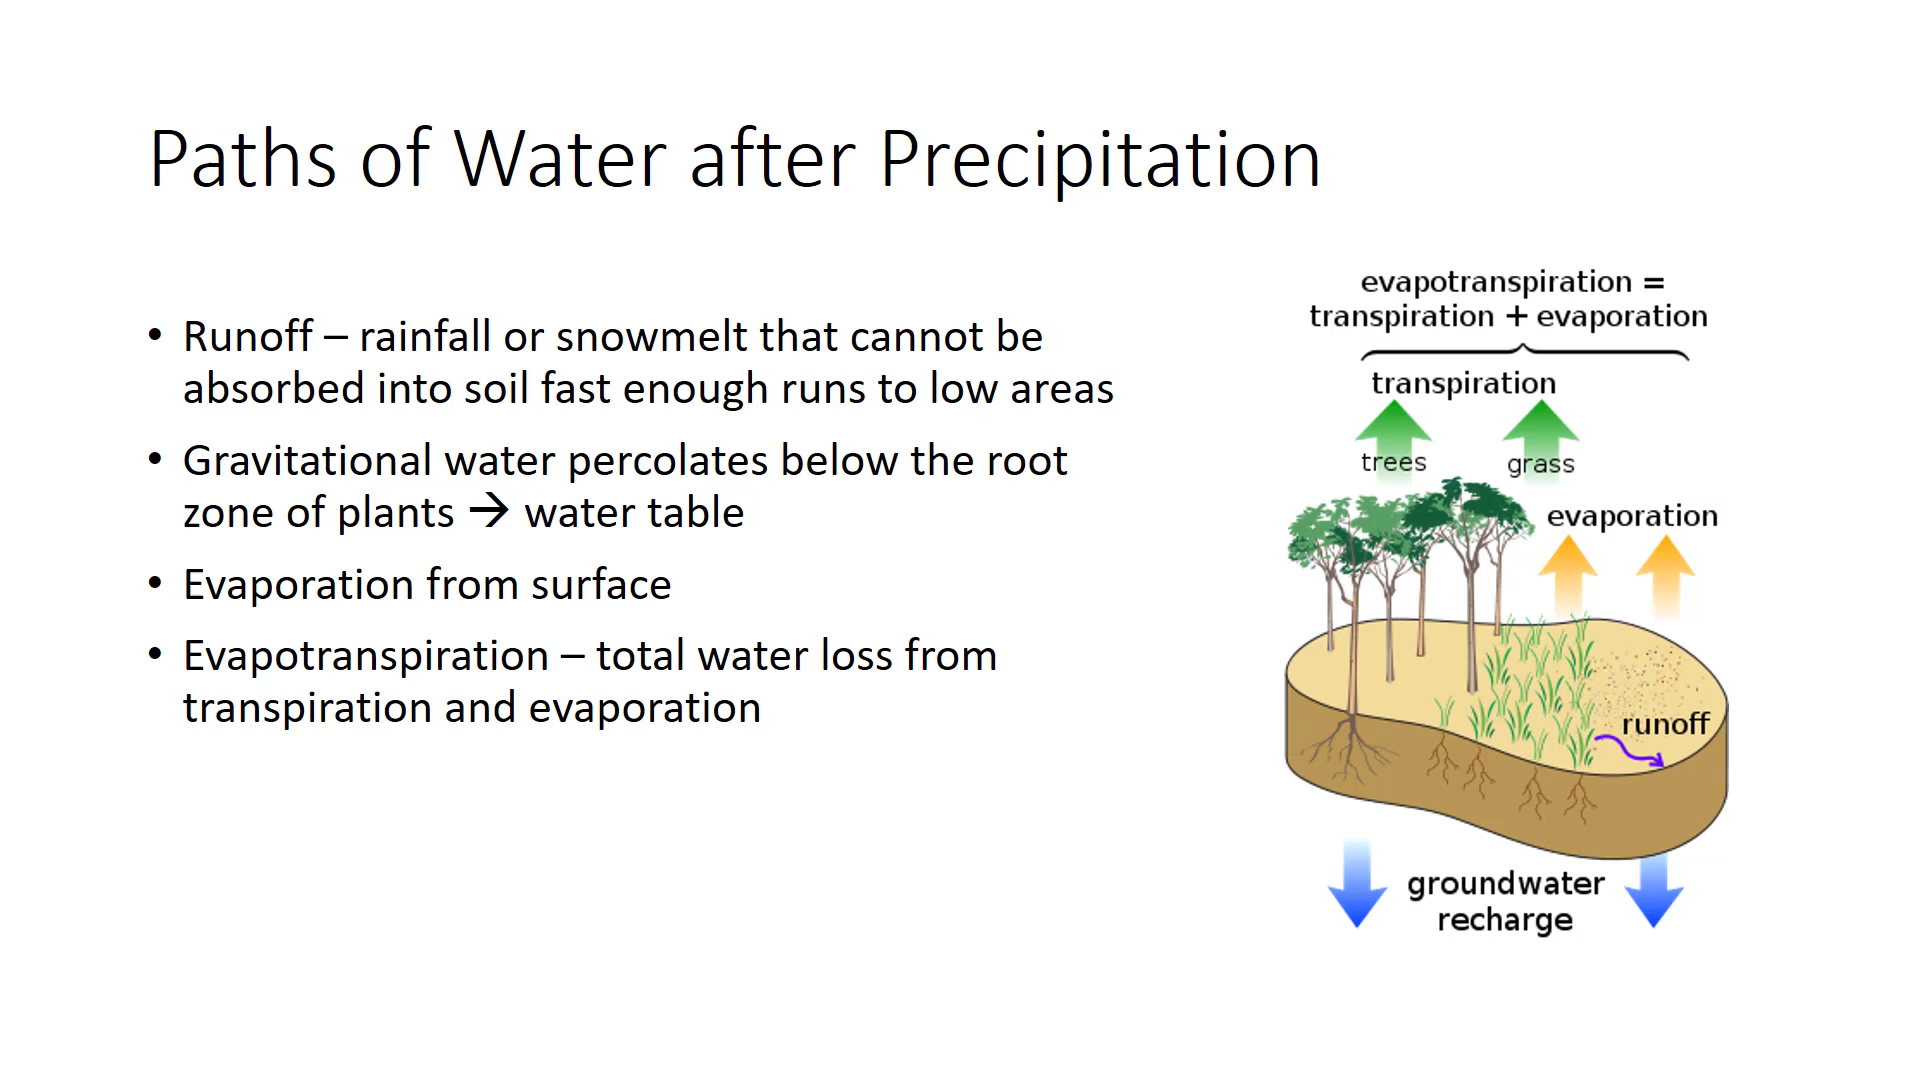 Paths of Water after Precipitation
• Runoff – rainfall or snowmelt that cannot be
absorbed into soil fast enough runs to low areas
• Gravitational water percolates below the root
zone of plants → water table
• Evaporation from surface
• Evapotranspiration – total water loss from
transpiration and evaporation
evapotranspiration =
transpiration + evaporation
transpiration
trees grass
evaporation
runoff
groundwater
recharge